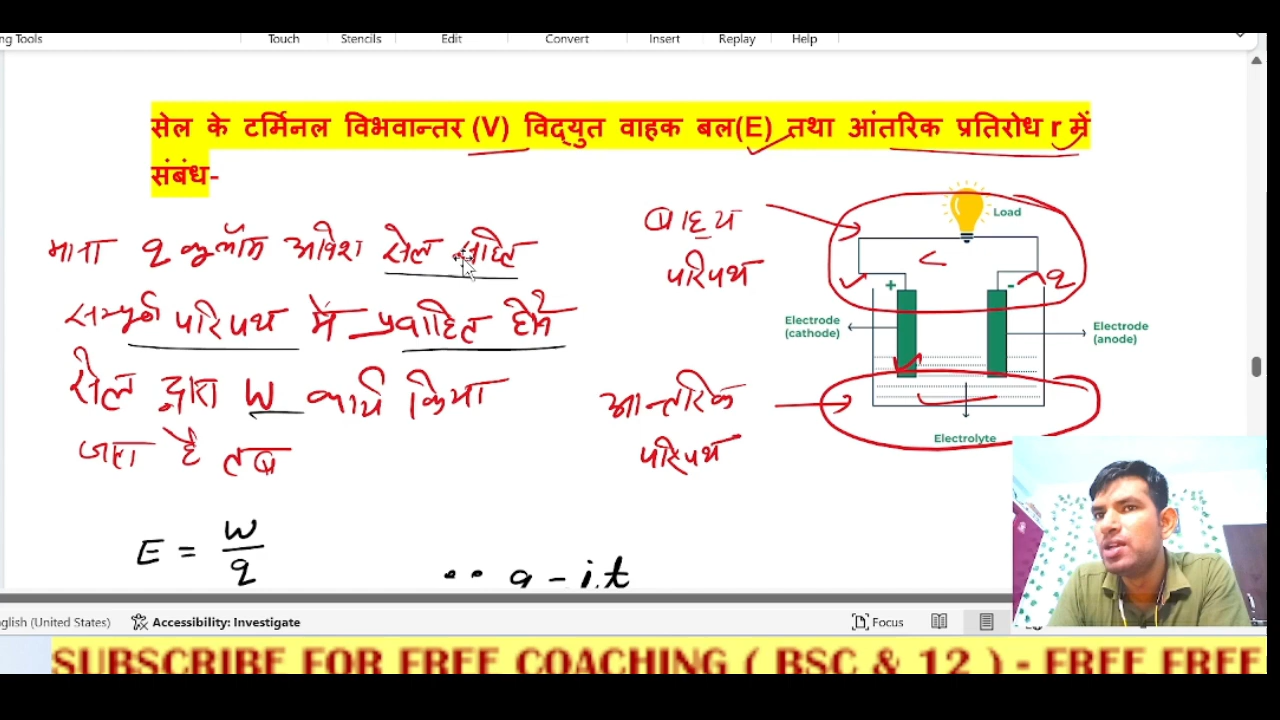 ng Tools Touch Stencils Edit Convert Insert Replay Help
सेल के टर्मिनल विभवान्तर (V) विद्युत वाहक बल(E) तथा आंतरिक प्रतिरोध r में
संबंध-
माना q कूलॉम आवेश सेल सहित
सम्पूर्ण परिपथ में प्रवाहित होने
सेल द्वारा W कार्य किया
जाता है तब
E = W/q
∵ q = i.t
बाह्य
परिपथ
Load
+
-
q
Electrode
(cathode)
Electrode
(anode)
आन्तरिक
परिपथ
Electrolyte
glish (United States) Accessibility: Investigate Focus
SUBSCRIBE FOR FREE COACHING ( BSC & 12 ) - FREE FREE